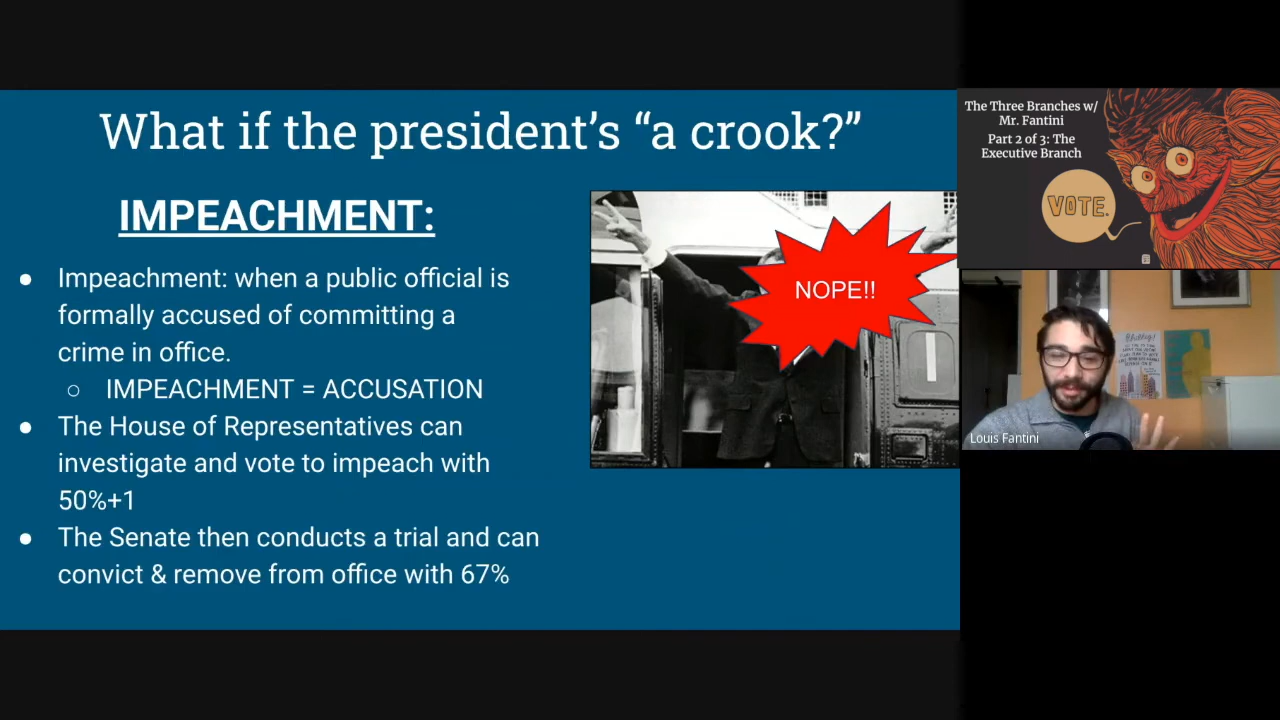 What if the president's “a crook?”
IMPEACHMENT:
● Impeachment: when a public official is
formally accused of committing a
crime in office.
○ IMPEACHMENT = ACCUSATION
● The House of Representatives can
investigate and vote to impeach with
50%+1
● The Senate then conducts a trial and can
convict & remove from office with 67%
NOPE!!
The Three Branches w/
Mr. Fantini
Part 2 of 3: The
Executive Branch
VOTE.
Louis Fantini